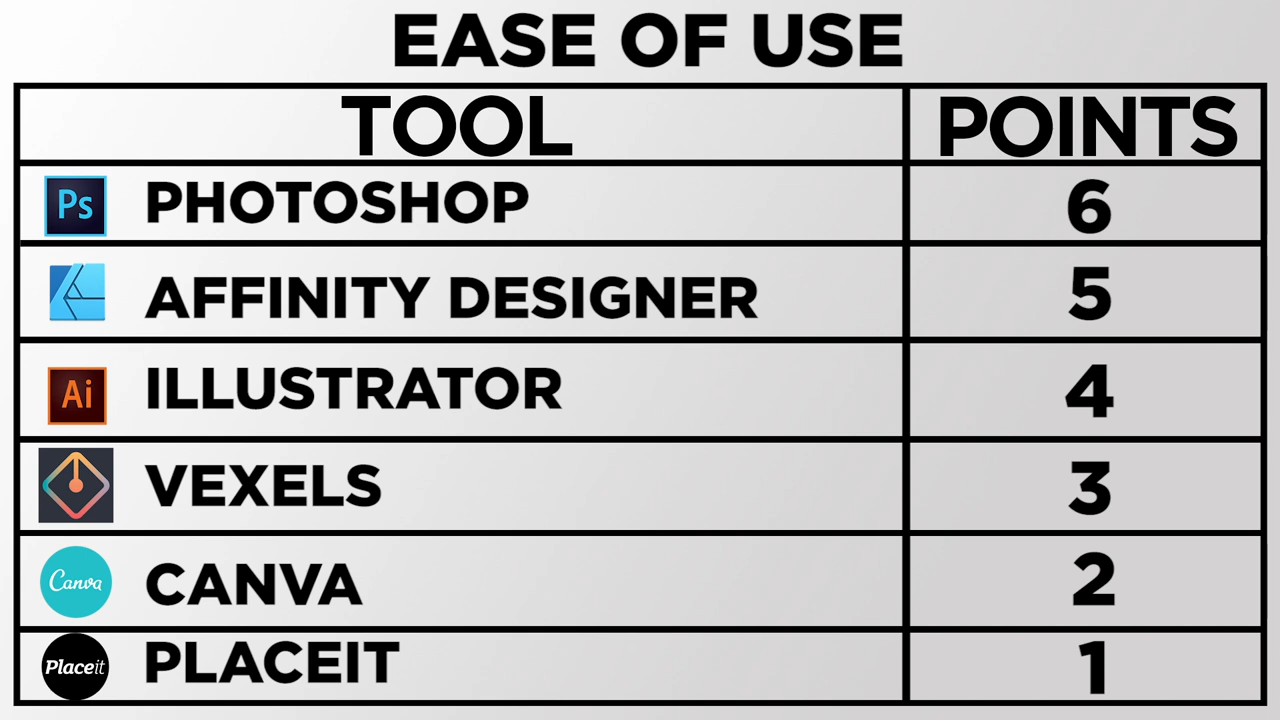 EASE OF USE
TOOL POINTS
Ps PHOTOSHOP 6
AFFINITY DESIGNER 5
Ai ILLUSTRATOR 4
VEXELS 3
Canva CANVA 2
Placeit PLACEIT 1